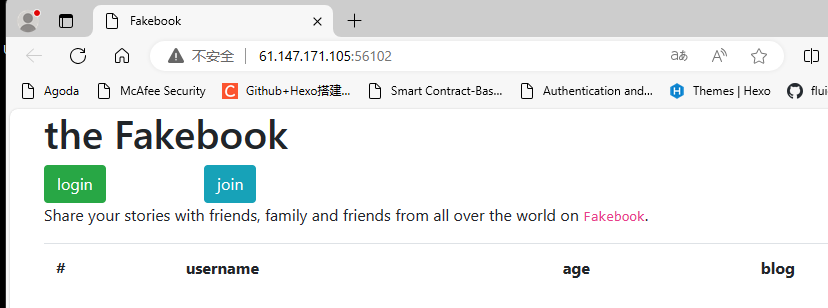 Fakebook
不安全 61.147.171.105:56102 aあ A
Agoda McAfee Security Github+Hexo搭建... Smart Contract-Bas... Authentication and... Themes | Hexo flui
the Fakebook
login join
Share your stories with friends, family and friends from all over the world on Fakebook.
# username age blog